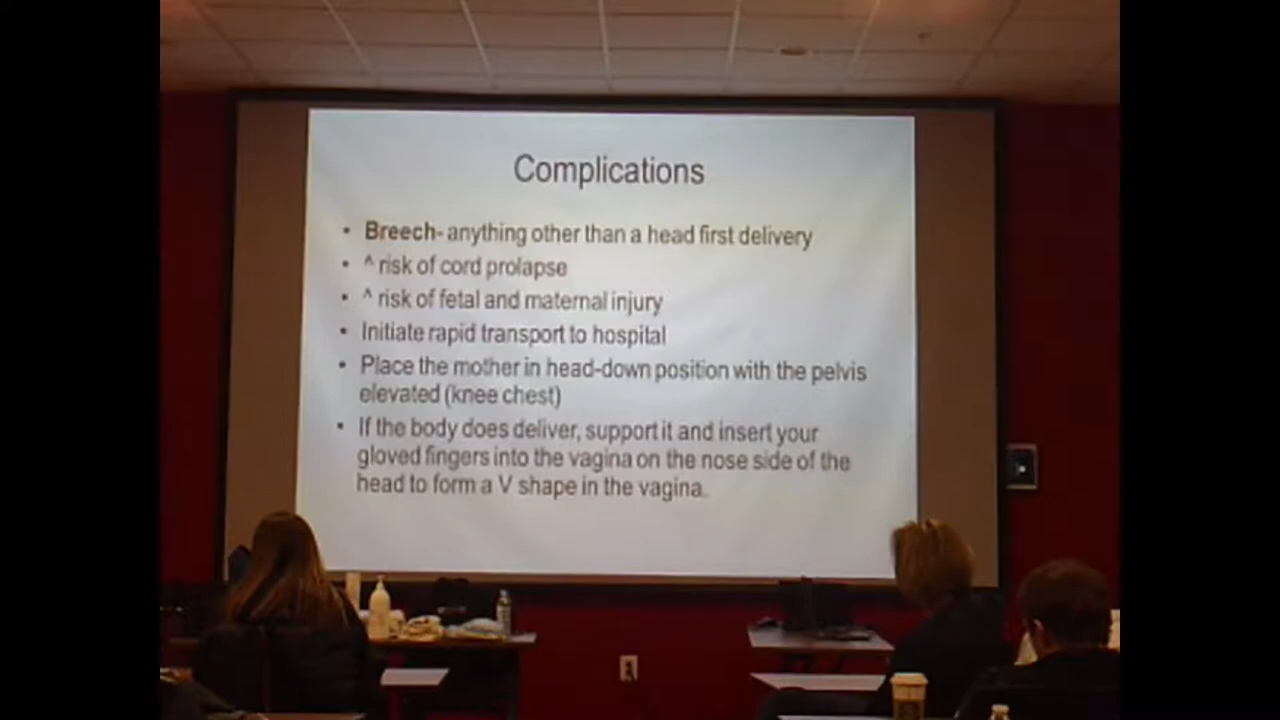 Complications
• Breech- anything other than a head first delivery
• ^ risk of cord prolapse
• ^ risk of fetal and maternal injury
• Initiate rapid transport to hospital
• Place the mother in head-down position with the pelvis
elevated (knee chest)
• If the body does deliver, support it and insert your
gloved fingers into the vagina on the nose side of the
head to form a V shape in the vagina.